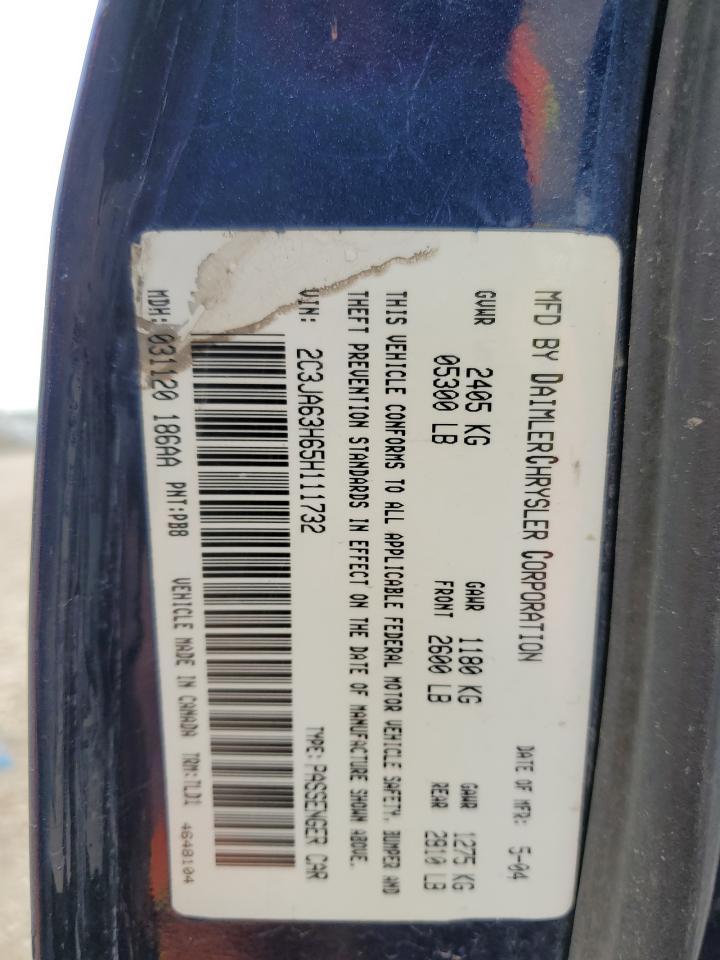 MFD BY DAIMLERCHRYSLER CORPORATION
DATE OF MFR: 5-04
GVWR 2405 KG
05300 LB
GAWR 1180 KG
FRONT 2600 LB
GAWR 1275 KG
REAR 2810 LB
THIS VEHICLE CONFORMS TO ALL APPLICABLE FEDERAL MOTOR VEHICLE SAFETY, BUMPER AND
THEFT PREVENTION STANDARDS IN EFFECT ON THE DATE OF MANUFACTURE SHOWN ABOVE.
VIN: 2C3JA63H65H111732
TYPE: PASSENGER CAR
MDH: 031120 186AA PNT:PB8 VEHICLE MADE IN CANADA TRM:TLD1 4648104